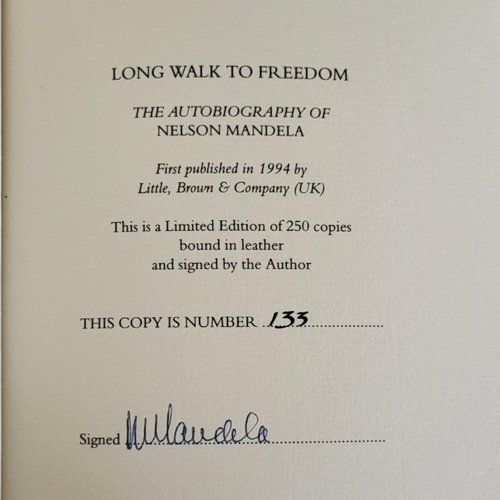 LONG WALK TO FREEDOM
THE AUTOBIOGRAPHY OF
NELSON MANDELA
First published in 1994 by
Little, Brown & Company (UK)
This is a Limited Edition of 250 copies
bound in leather
and signed by the Author
THIS COPY IS NUMBER 133
Signed NMandela